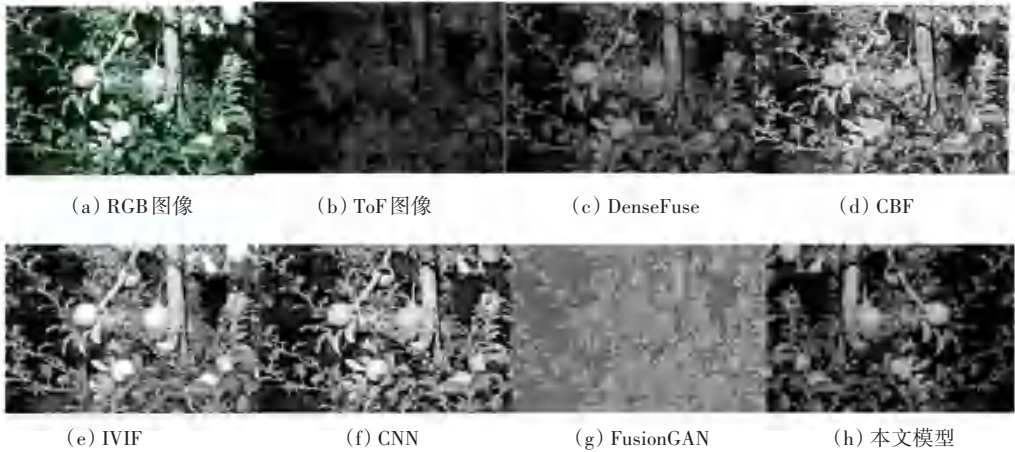 (a) RGB图像
(b) ToF图像
(c) DenseFuse
(d) CBF
(e) IVIF
(f) CNN
(g) FusionGAN
(h) 本文模型